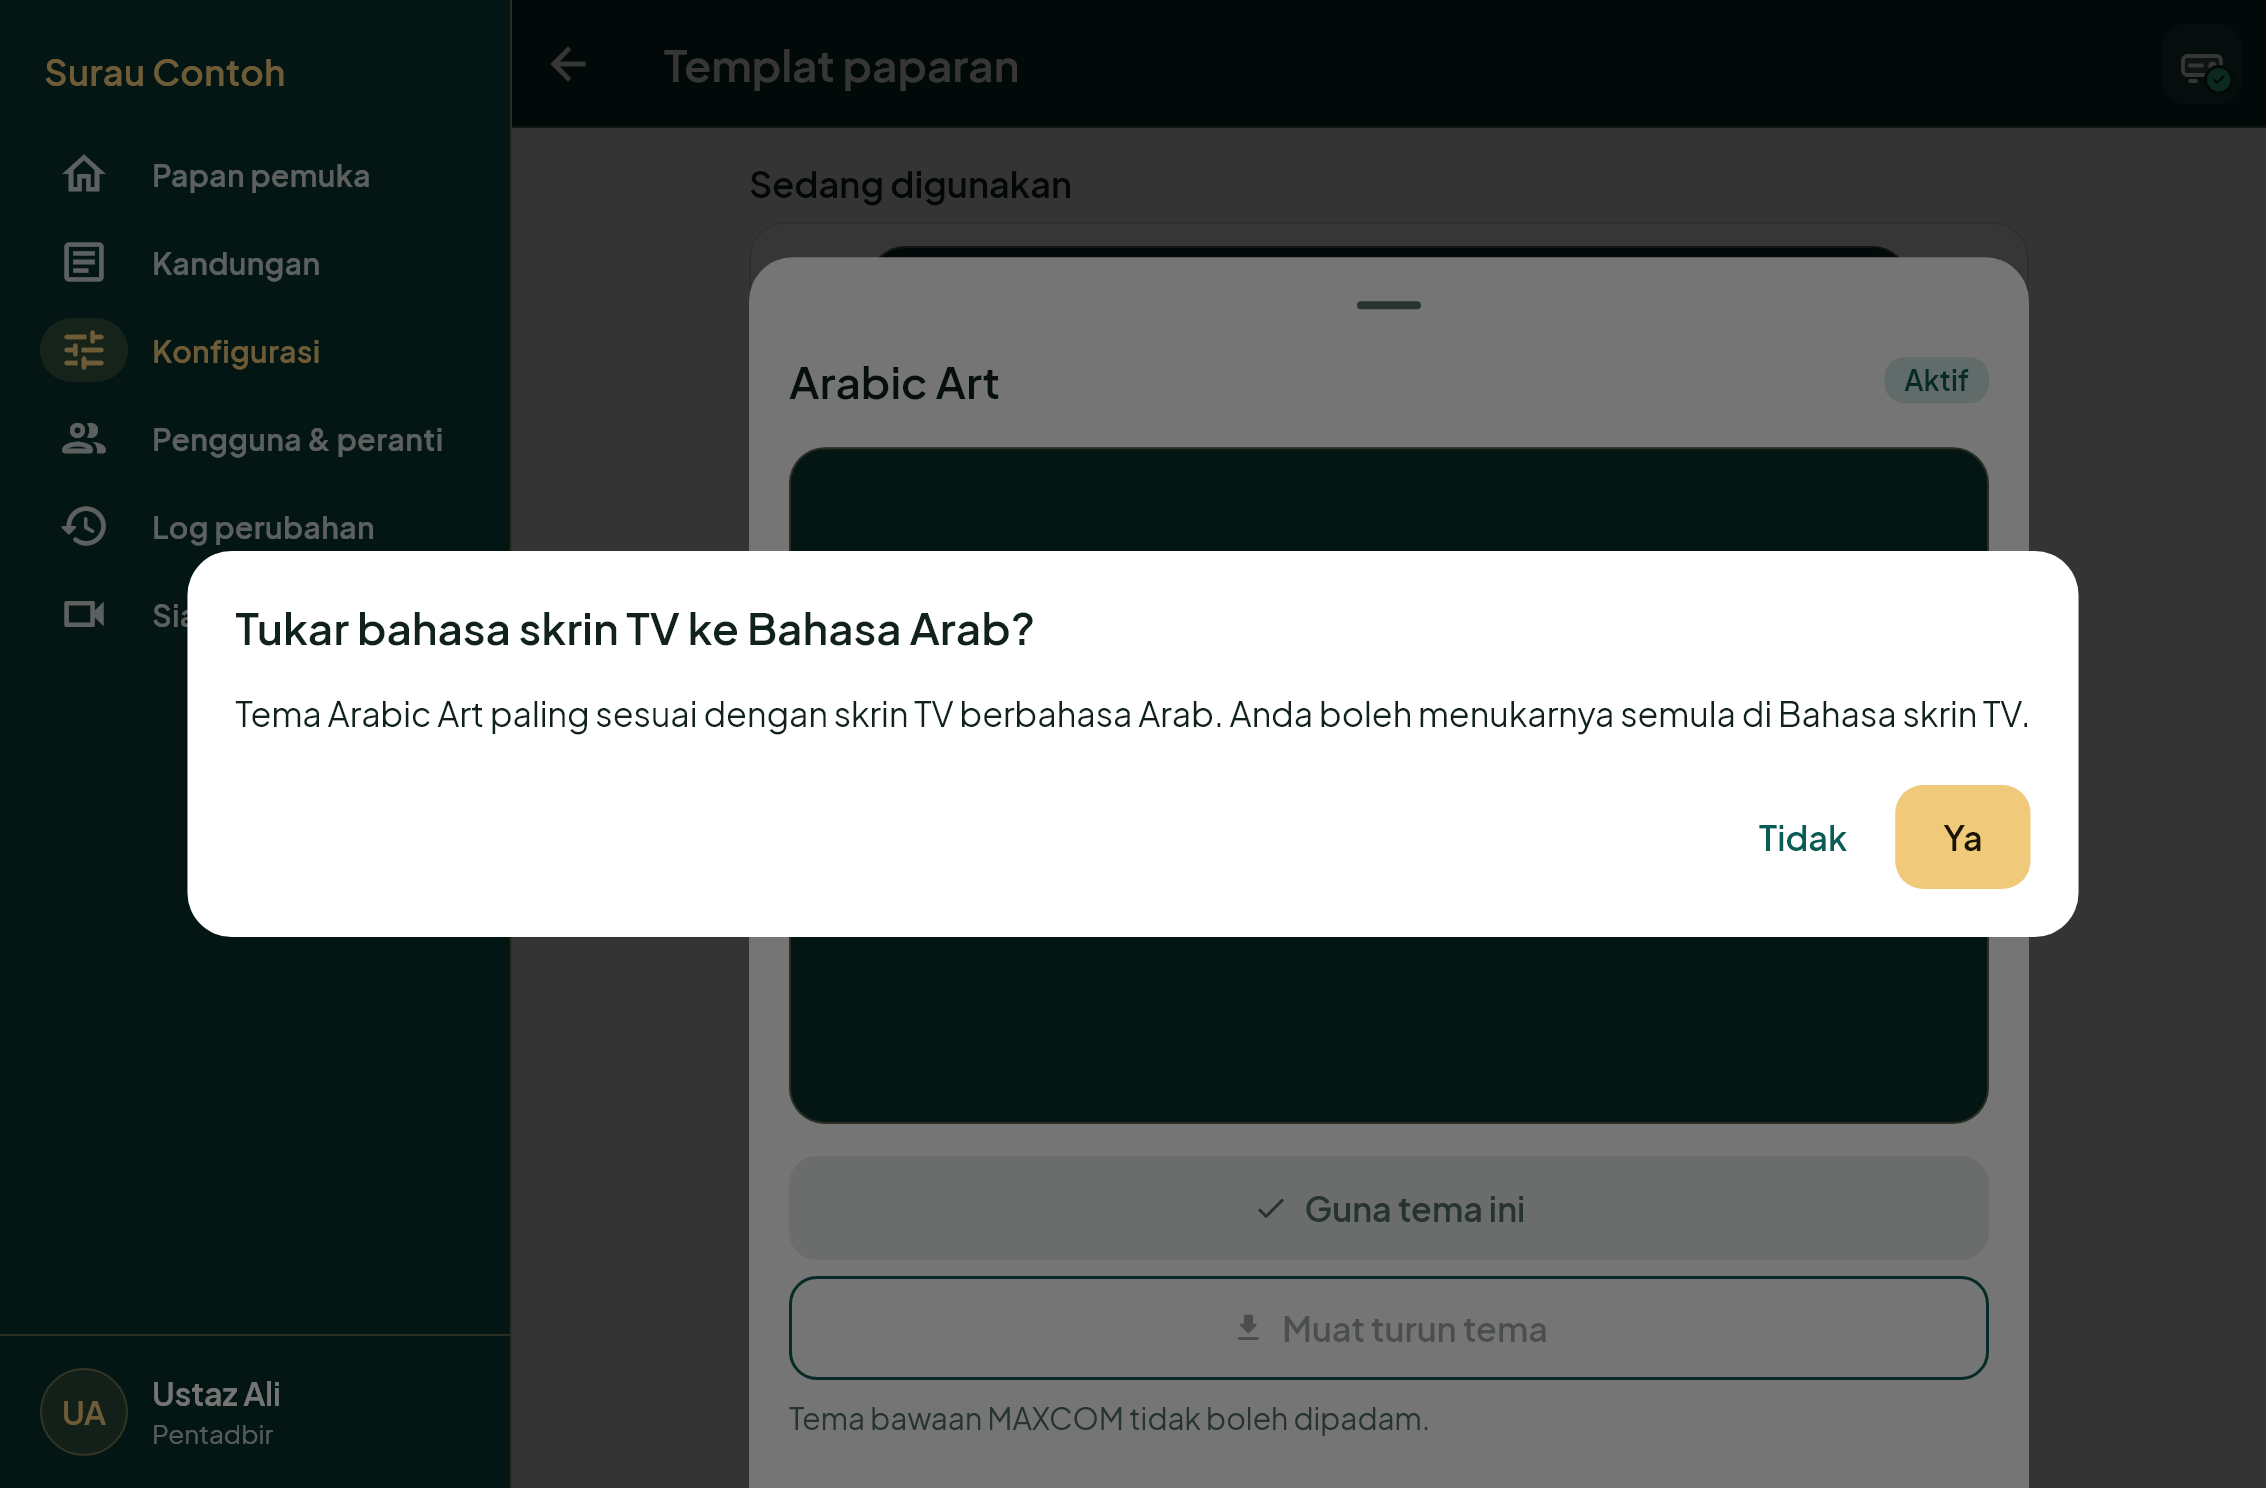 Surau Contoh
Papan pemuka
Kandungan
Konfigurasi
Pengguna & peranti
Log perubahan
UA
Ustaz Ali
Pentadbir
Templat paparan
Sedang digunakan
Arabic Art
Aktif
Tukar bahasa skrin TV ke Bahasa Arab?
Tema Arabic Art paling sesuai dengan skrin TV berbahasa Arab. Anda boleh menukarnya semula di Bahasa skrin TV.
Tidak
Ya
Guna tema ini
Muat turun tema
Tema bawaan MAXCOM tidak boleh dipadam.